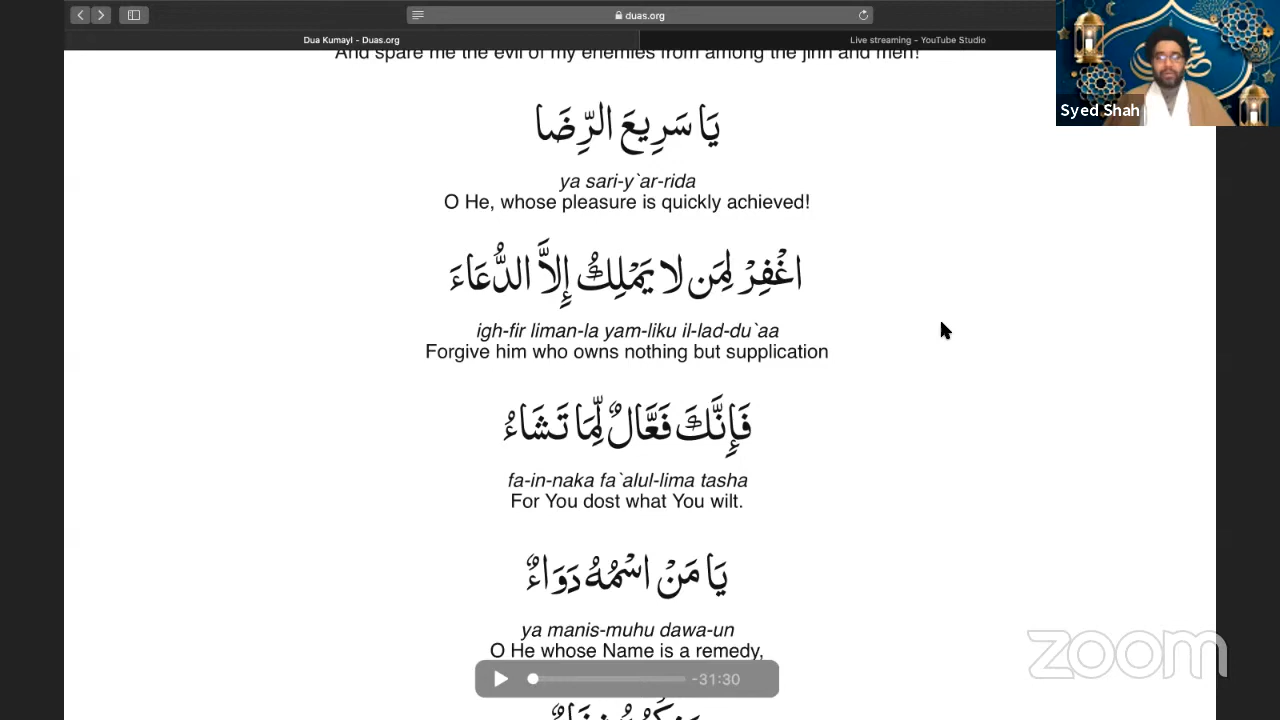 duas.org
Dua Kumayl - Duas.org
Live streaming - YouTube Studio
And spare me the evil of my enemies from among the jinn and men!
Syed Shah
يَا سَرِيعَ الرِّضَا
ya sari-y`ar-rida
O He, whose pleasure is quickly achieved!
اغْفِرْ لِمَن لا يَمْلِكُ إِلاَّ الدُّعَاءَ
igh-fir liman-la yam-liku il-lad-du`aa
Forgive him who owns nothing but supplication
فَإِنَّكَ فَعَّالٌ لِّمَا تَشَاءُ
fa-in-naka fa`alul-lima tasha
For You dost what You wilt.
يَا مَنْ اسْمُهُ دَوَاءٌ
ya manis-muhu dawa-un
O He whose Name is a remedy,
-31:30
zoom